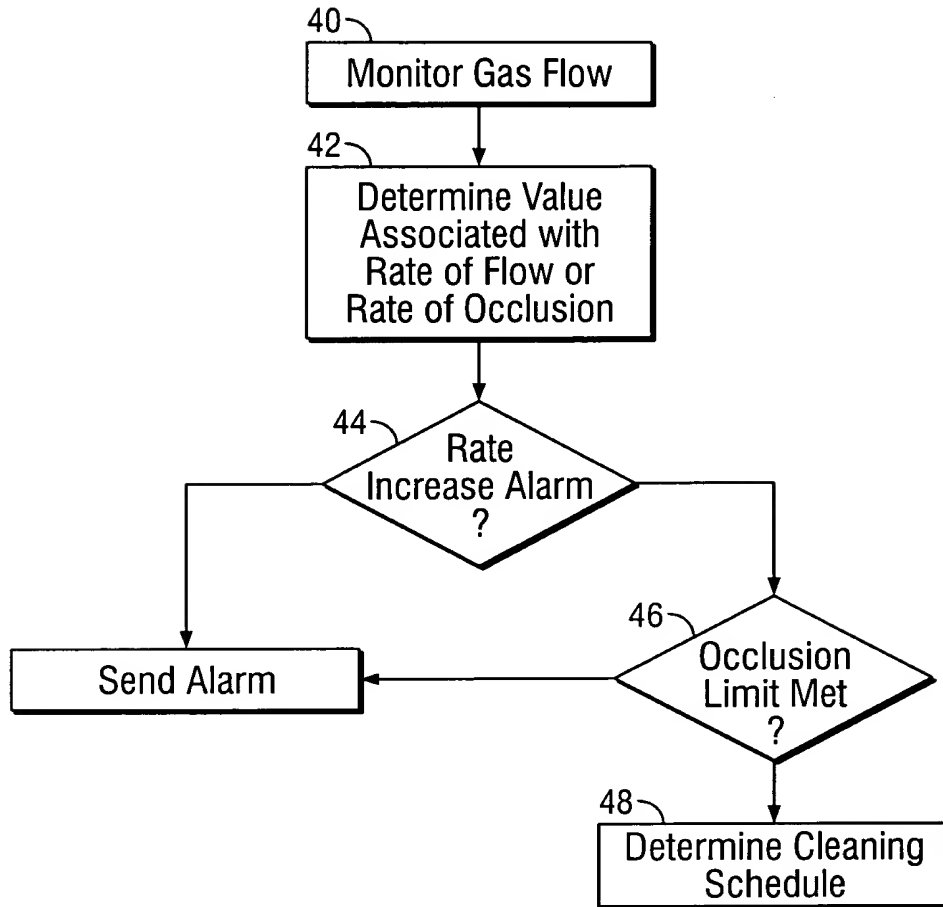 40
Monitor Gas Flow
42
Determine Value
Associated with
Rate of Flow or
Rate of Occlusion
44
Rate
Increase Alarm
?
46
Occlusion
Limit Met
?
Send Alarm
48
Determine Cleaning
Schedule